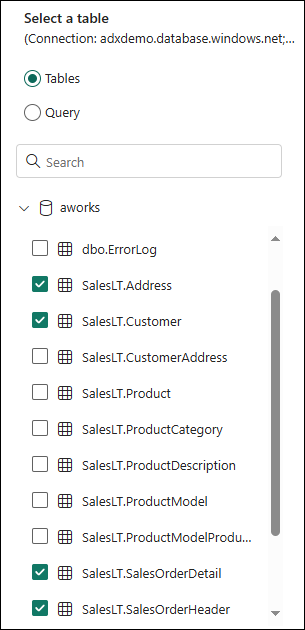 Select a table
(Connection: adxdemo.database.windows.net;...
Tables
Query
Search
aworks
dbo.ErrorLog
SalesLT.Address
SalesLT.Customer
SalesLT.CustomerAddress
SalesLT.Product
SalesLT.ProductCategory
SalesLT.ProductDescription
SalesLT.ProductModel
SalesLT.ProductModelProdu...
SalesLT.SalesOrderDetail
SalesLT.SalesOrderHeader